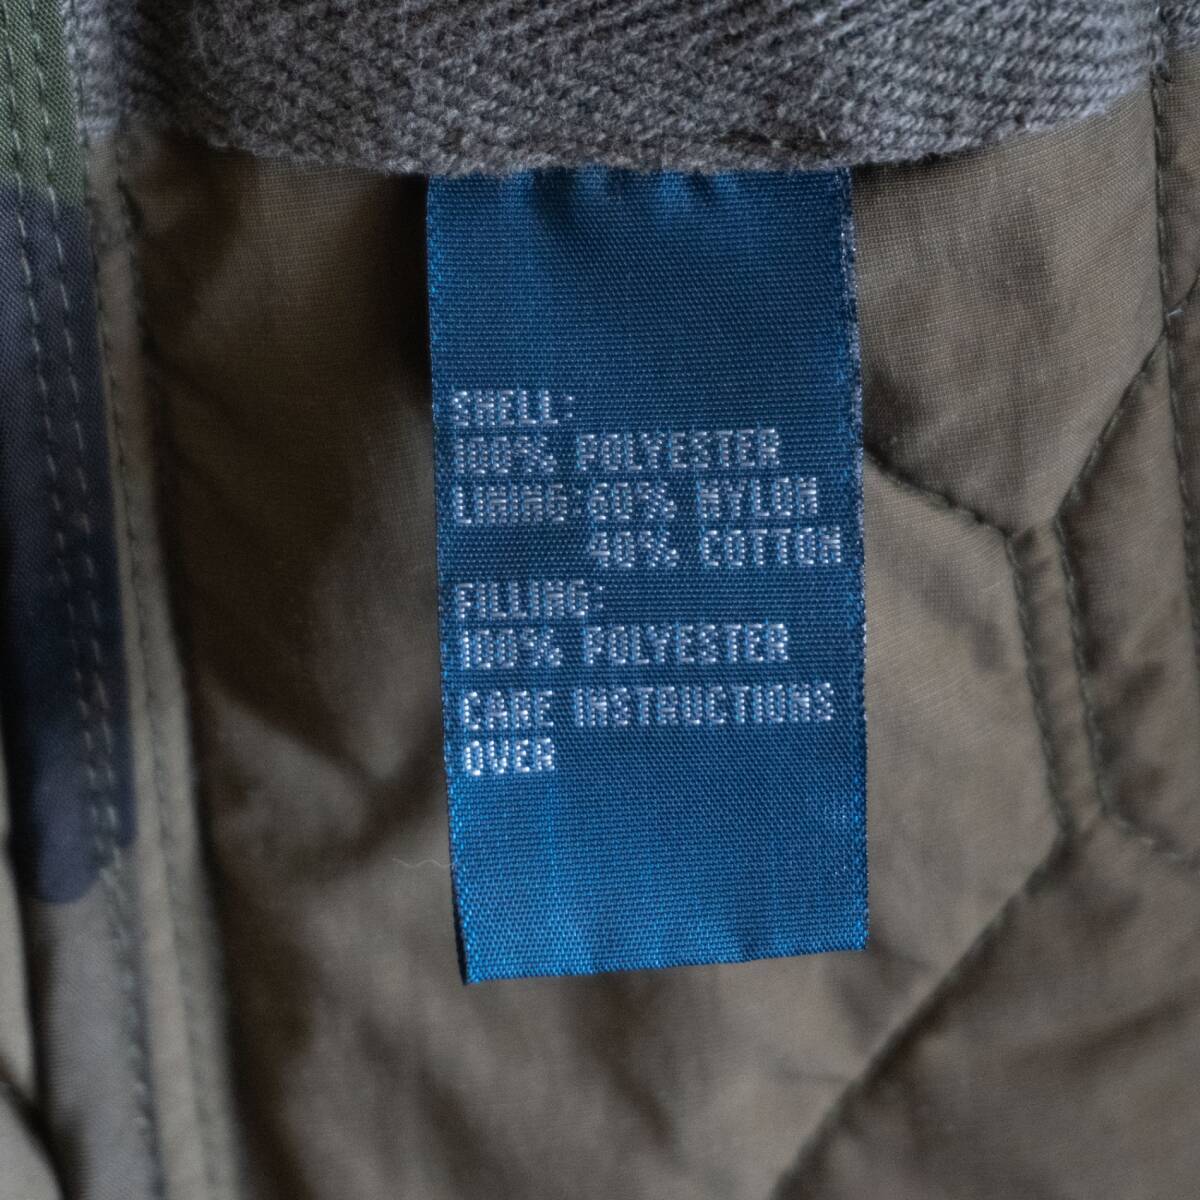 SHELL:
100% POLYESTER
LINING: 60% NYLON
40% COTTON
FILLING:
100% POLYESTER
CARE INSTRUCTIONS
OVER